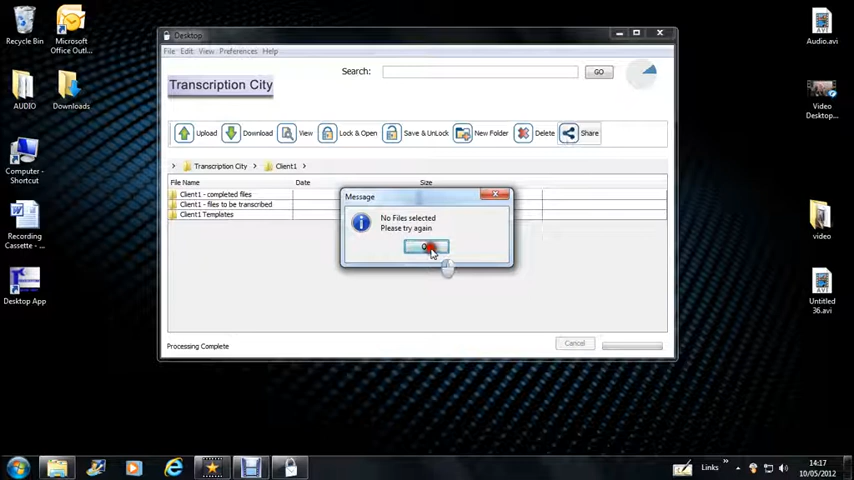 Desktop
File Edit View Preferences Help
Transcription City
Search:
GO
Upload
Download
View
Lock & Open
Save & UnLock
New Folder
Delete
Share
Transcription City
Client1
File Name
Date
Size
Client1 - completed files
Client1 - files to be transcribed
Client1 Templates
Message
No Files selected
Please try again
Processing Complete
Cancel
Recycle Bin
Microsoft
Office Outl...
AUDIO
Downloads
Computer -
Shortcut
Recording
Cassette - ...
Desktop App
Audio.avi
Video
Desktop...
video
Untitled
36.avi
Links
14:17
10/05/2012